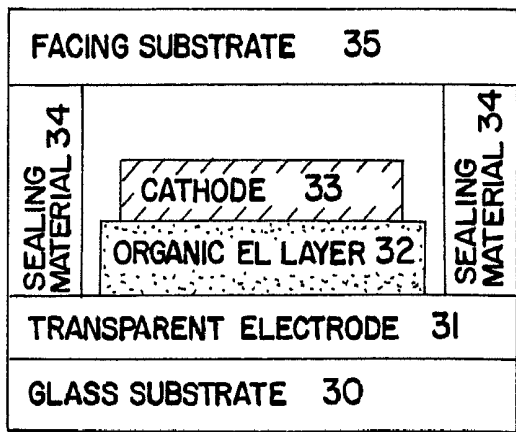 FACING SUBSTRATE 35
SEALING
MATERIAL 34
CATHODE 33
ORGANIC EL LAYER 32
SEALING
MATERIAL 34
TRANSPARENT ELECTRODE 31
GLASS SUBSTRATE 30